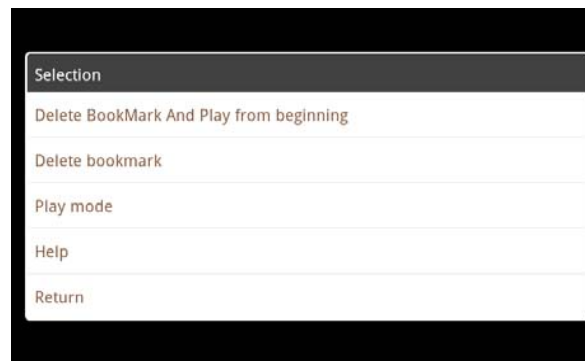 Selection
Delete BookMark And Play from beginning
Delete bookmark
Play mode
Help
Return